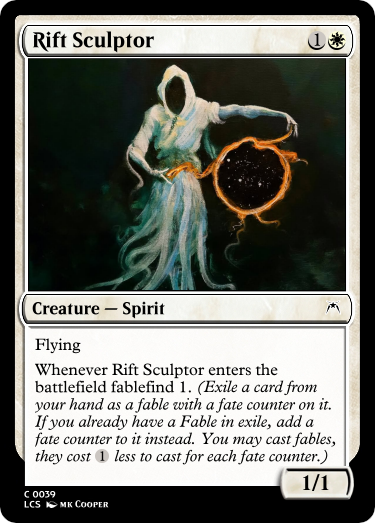 Rift Sculptor 1
Creature — Spirit
Flying
Whenever Rift Sculptor enters the
battlefield fablefind 1. (Exile a card from
your hand as a fable with a fate counter on it.
If you already have a Fable in exile, add a
fate counter to it instead. You may cast fables,
they cost 1 less to cast for each fate counter.)
1/1
C 0039
LCS MK COOPER